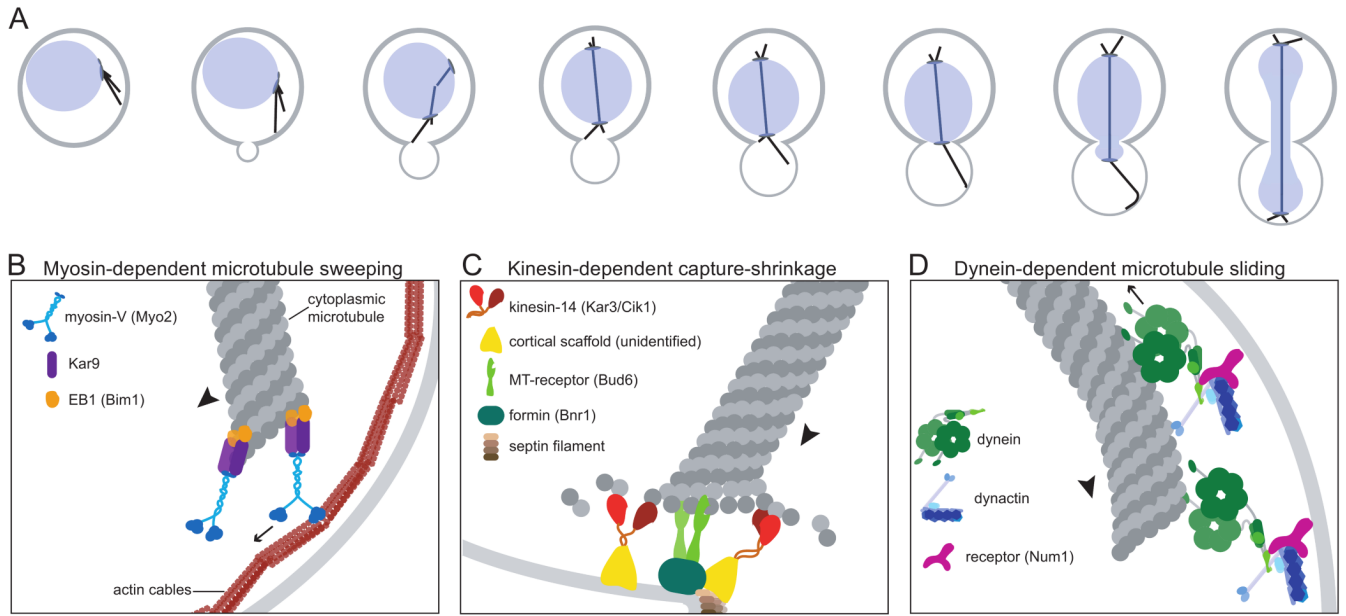 A
B Myosin-dependent microtubule sweeping
myosin-V (Myo2)
Kar9
EB1 (Bim1)
cytoplasmic
microtubule
actin cables
C Kinesin-dependent capture-shrinkage
kinesin-14 (Kar3/Cik1)
cortical scaffold (unidentified)
MT-receptor (Bud6)
formin (Bnr1)
septin filament
D Dynein-dependent microtubule sliding
dynein
dynactin
receptor (Num1)